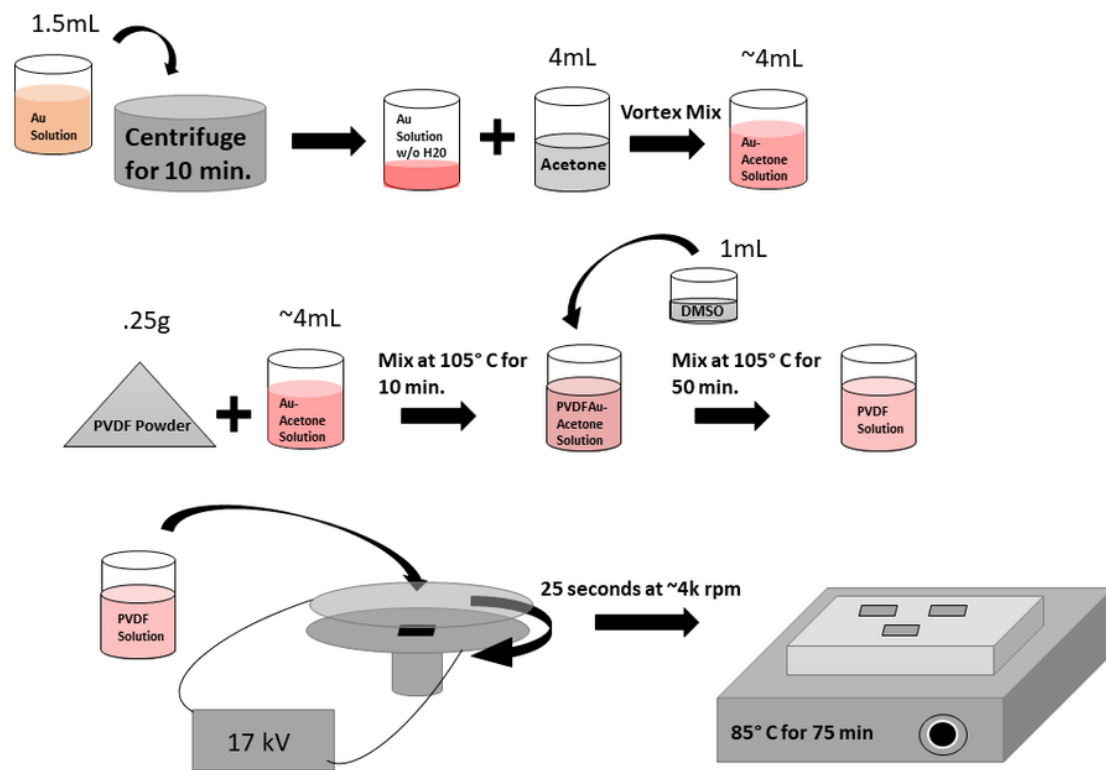 1.5mL
Au
Solution
Centrifuge
for 10 min.
Au
Solution
w/o H20
4mL
Acetone
Vortex Mix
~4mL
Au-
Acetone
Solution
.25g
PVDF Powder
~4mL
Au-
Acetone
Solution
Mix at 105° C for
10 min.
1mL
DMSO
PVDFAu-
Acetone
Solution
Mix at 105° C for
50 min.
PVDF
Solution
PVDF
Solution
17 kV
25 seconds at ~4k rpm
85° C for 75 min